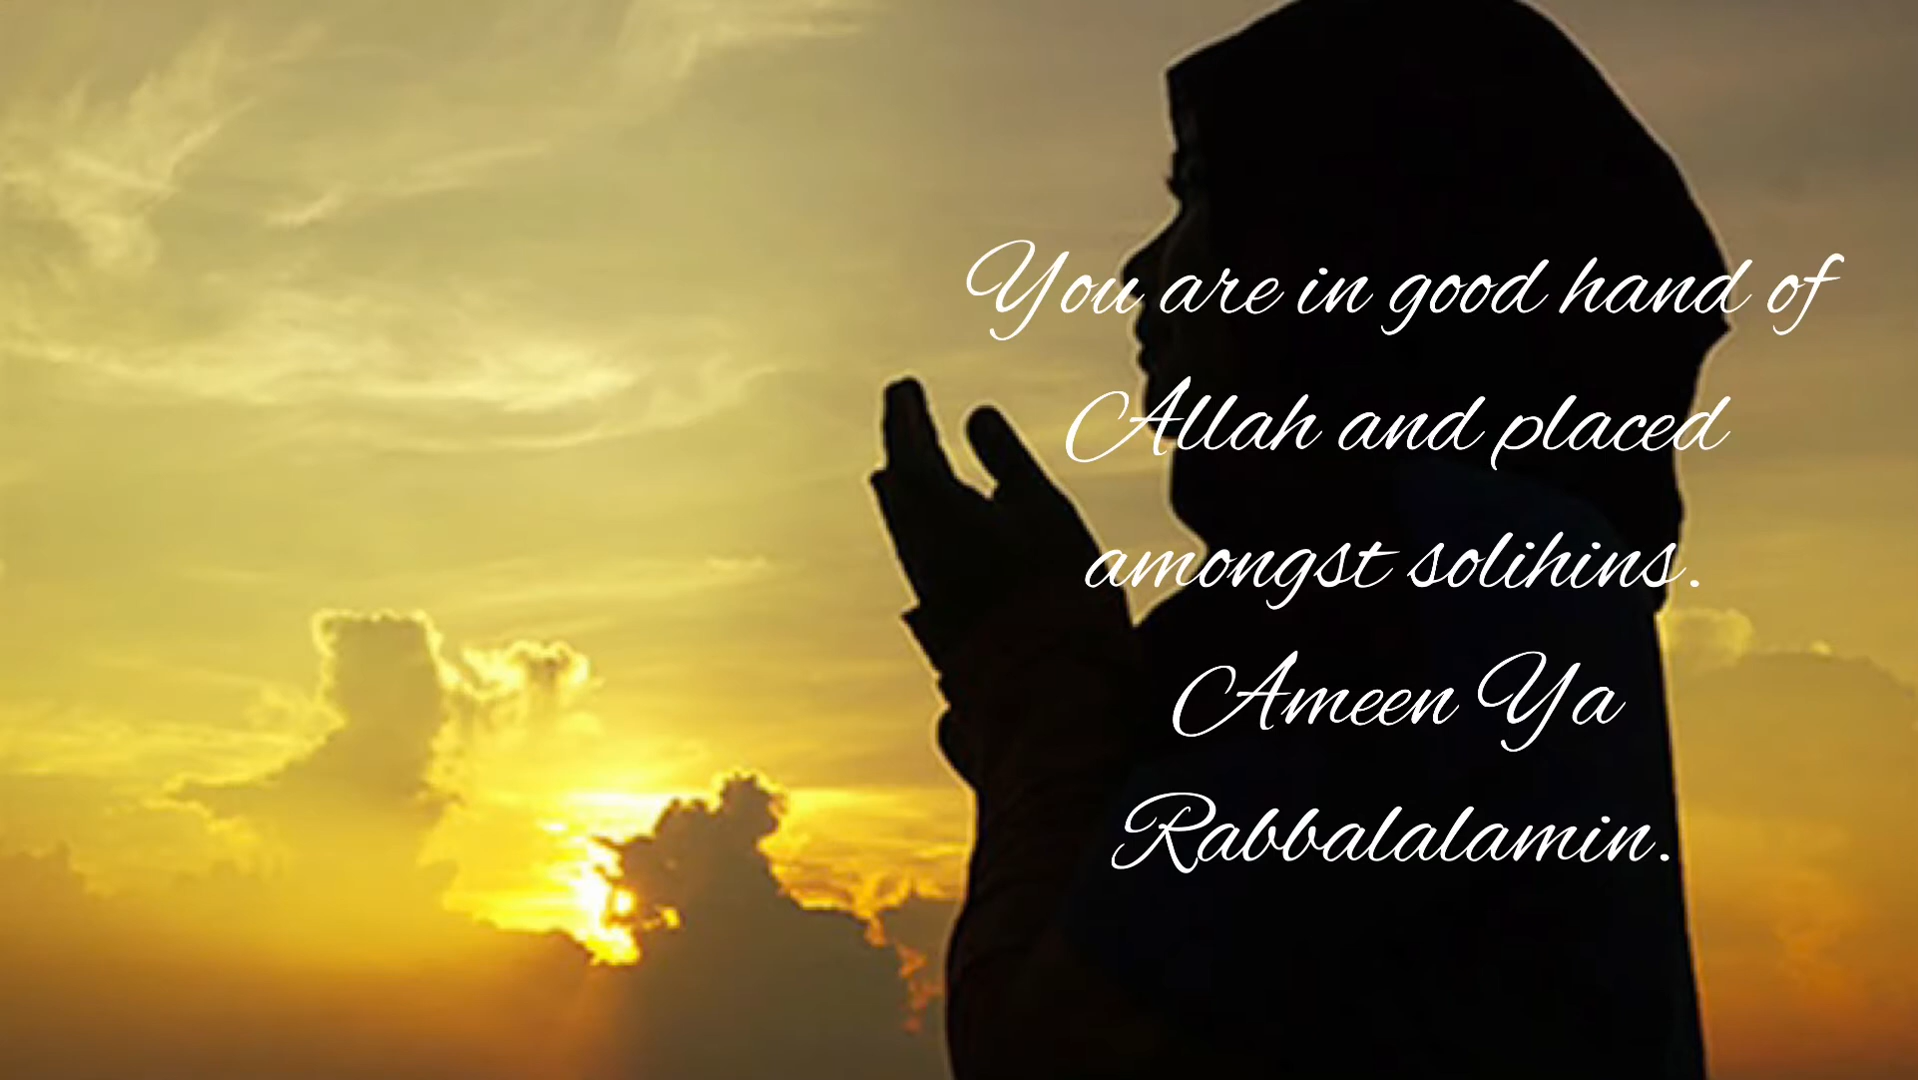 You are in good hand of
Allah and placed
amongst solihins.
Ameen Ya
Rabbalalamin.